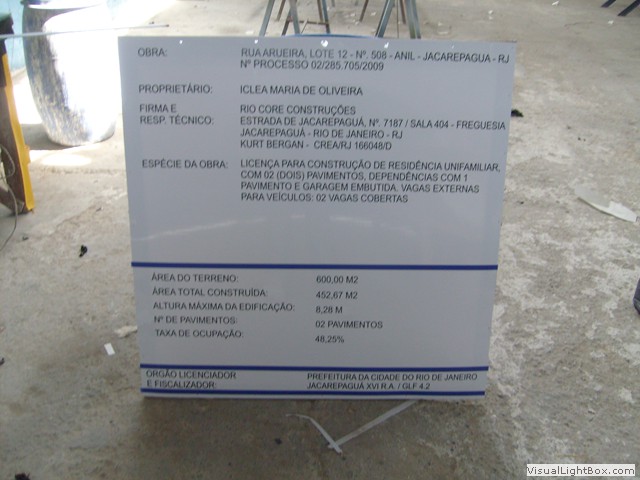 OBRA: RUA ARUEIRA, LOTE 12 - Nº. 508 - ANIL - JACAREPAGUA - RJ
Nº PROCESSO 02/285.705/2009
PROPRIETÁRIO: ICLEA MARIA DE OLIVEIRA
FIRMA E RIO CORE CONSTRUÇÕES
RESP. TÉCNICO: ESTRADA DE JACAREPAGUÁ, Nº. 7187 / SALA 404 - FREGUESIA
JACAREPAGUÁ - RIO DE JANEIRO - RJ
KURT BERGAN - CREA/RJ 166048/D
ESPÉCIE DA OBRA: LICENÇA PARA CONSTRUÇÃO DE RESIDÊNCIA UNIFAMILIAR,
COM 02 (DOIS) PAVIMENTOS, DEPENDÊNCIAS COM 1
PAVIMENTO E GARAGEM EMBUTIDA. VAGAS EXTERNAS
PARA VEÍCULOS: 02 VAGAS COBERTAS
ÁREA DO TERRENO: 600,00 M2
ÁREA TOTAL CONSTRUÍDA: 452,67 M2
ALTURA MÁXIMA DA EDIFICAÇÃO: 8,28 M
Nº DE PAVIMENTOS: 02 PAVIMENTOS
TAXA DE OCUPAÇÃO: 48,25%
ORGÃO LICENCIADOR PREFEITURA DA CIDADE DO RIO DE JANEIRO
E FISCALIZADOR: JACAREPAGUÁ XVI R.A. / GLF 4.2
VisualLightBox.com